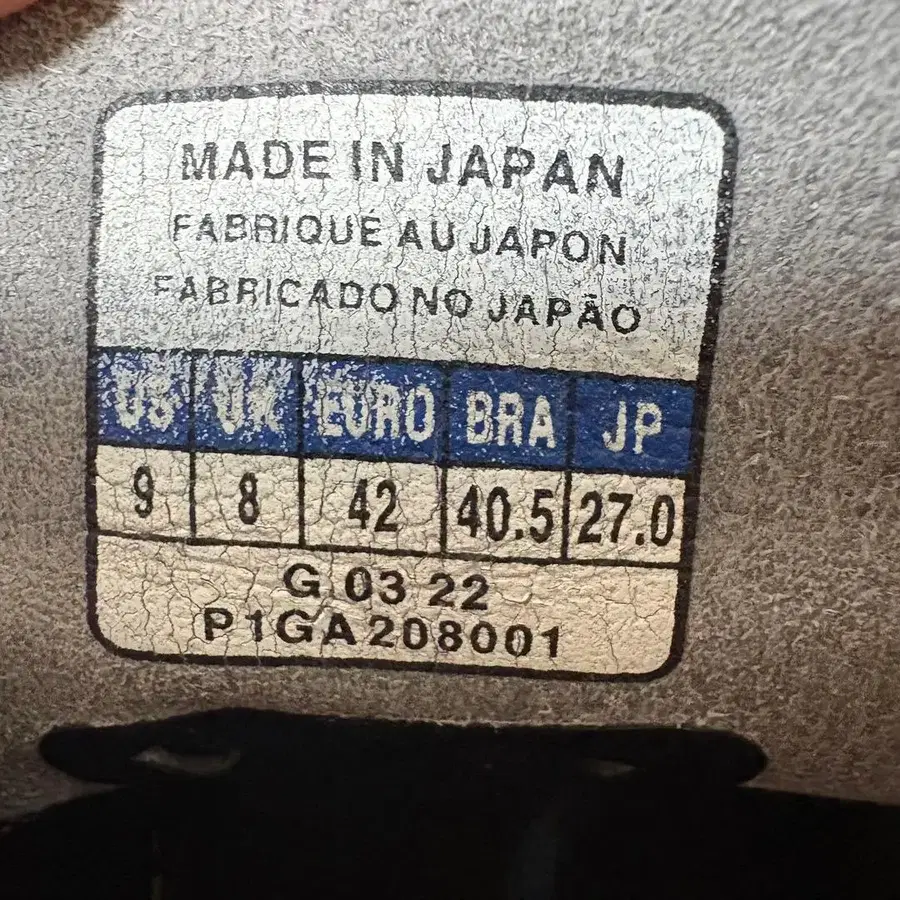 MADE IN JAPAN
FABRIQUÉ AU JAPON
FABRICADO NO JAPÃO
US UK EURO BRA JP
9 8 42 40.5 27.0
G 03 22
P1GA208001